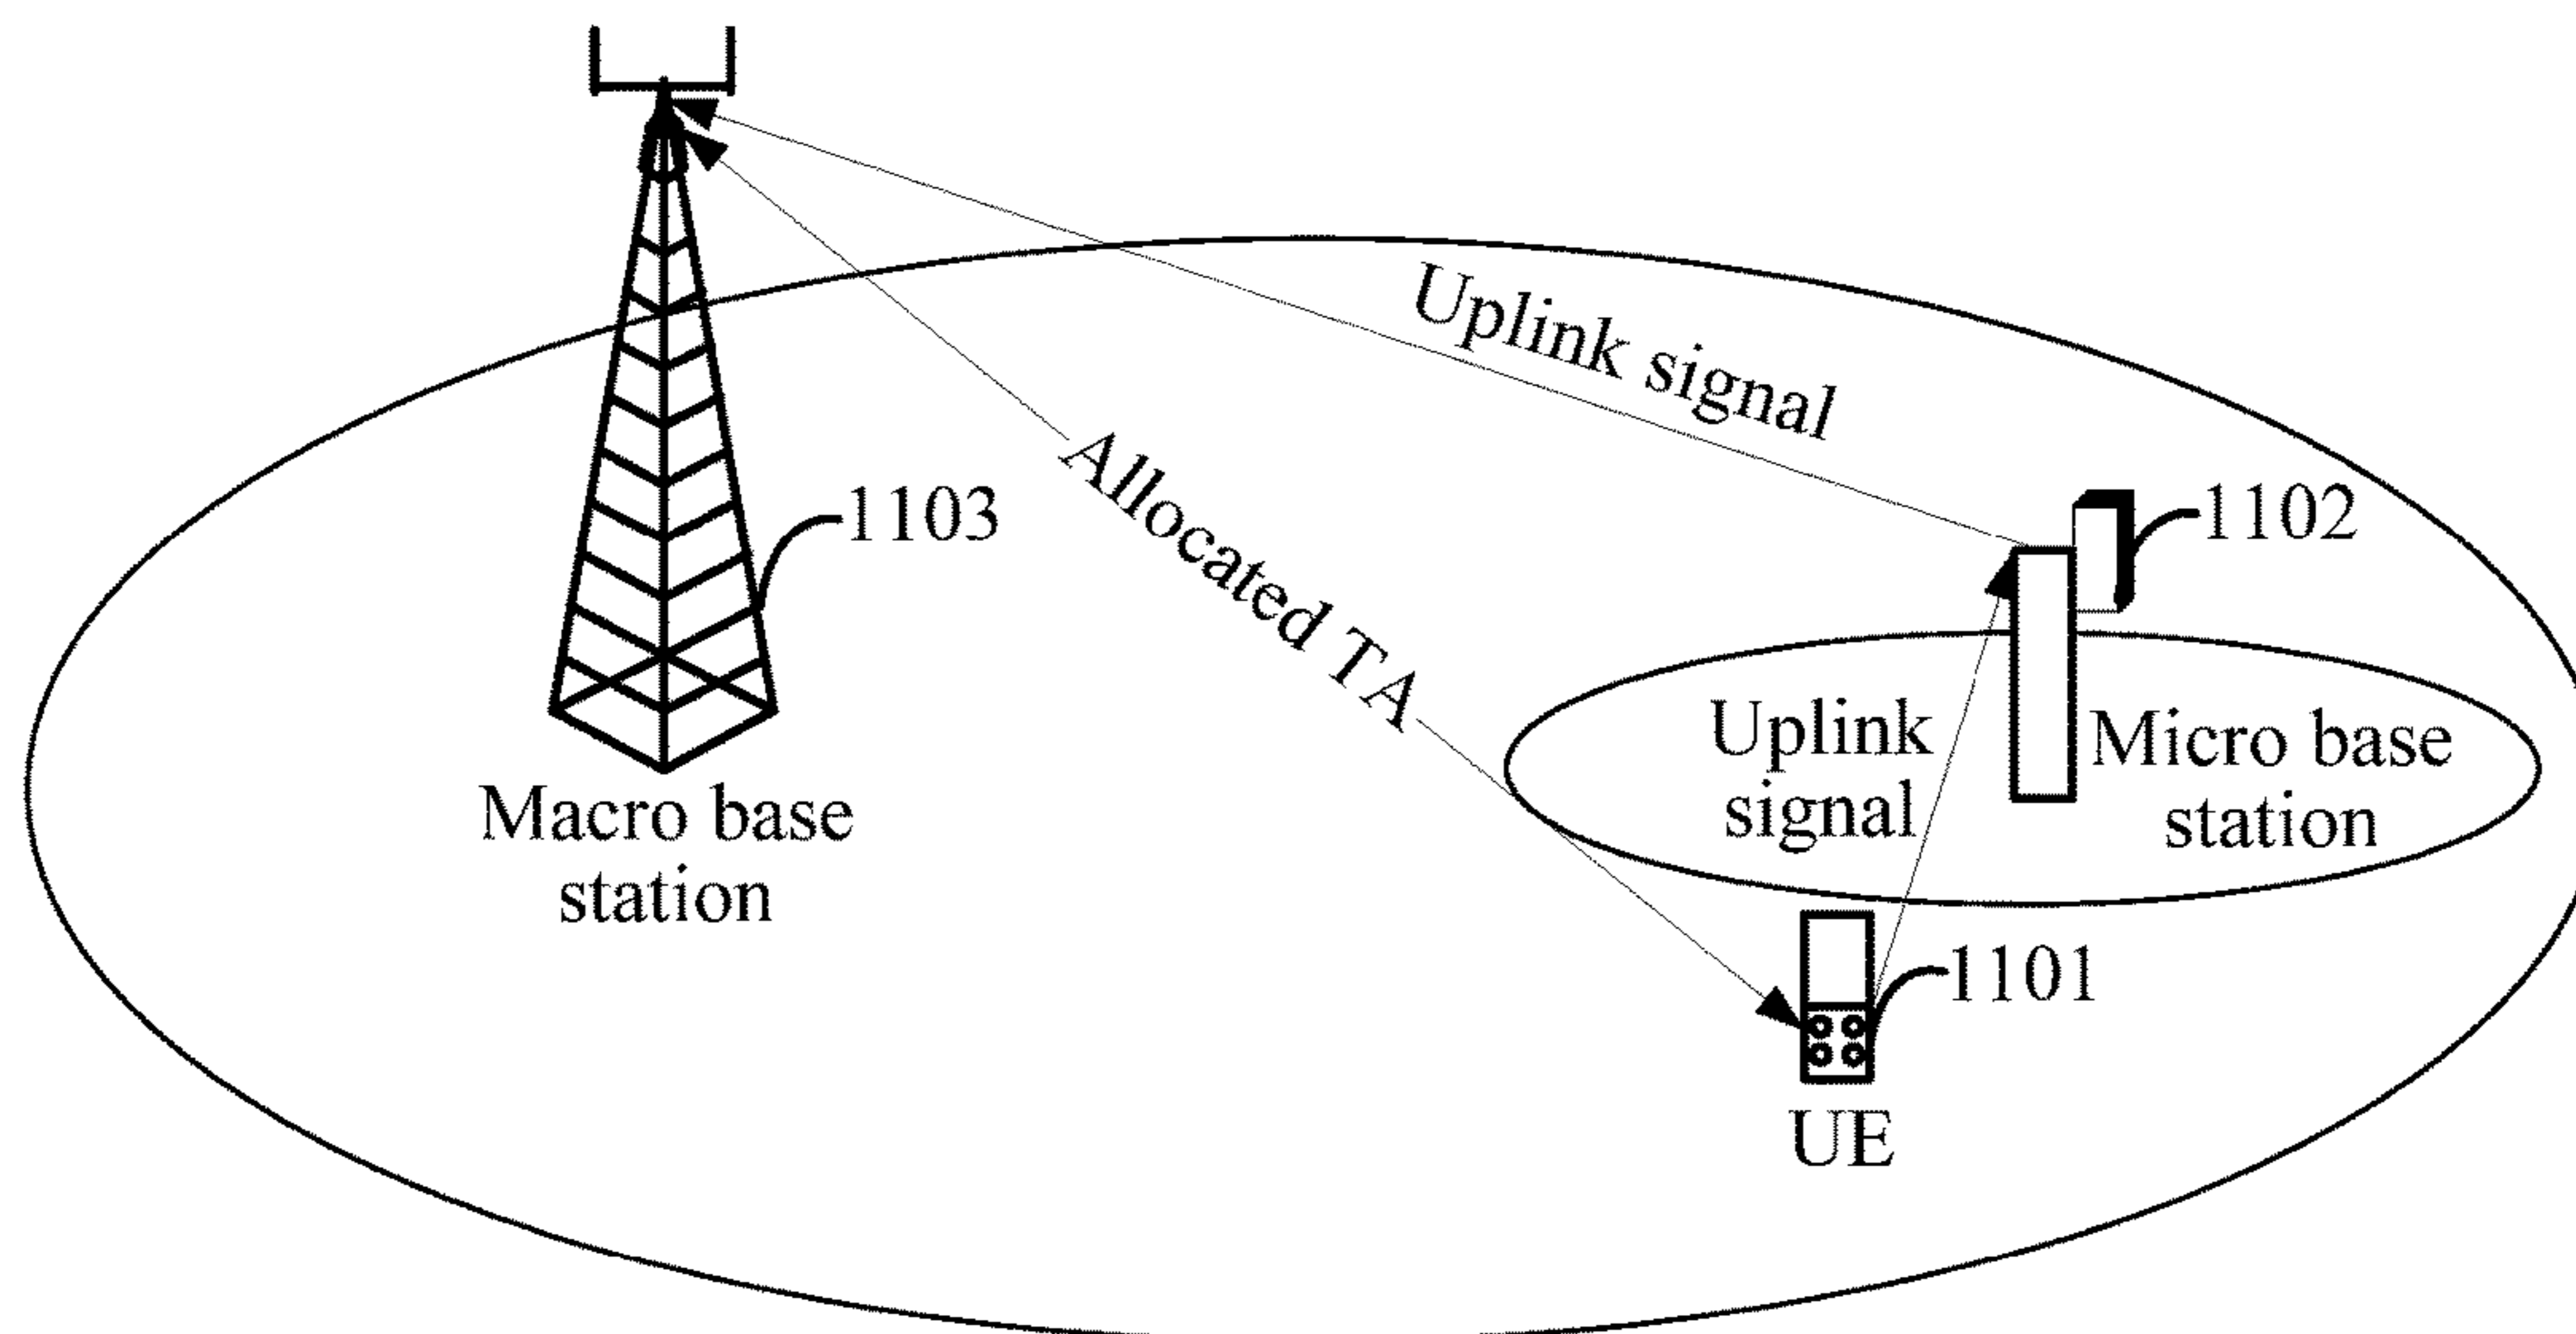 Uplink signal
1103
1102
Allocated TA
Uplink
signal
Micro base
station
Macro base
station
1101
UE